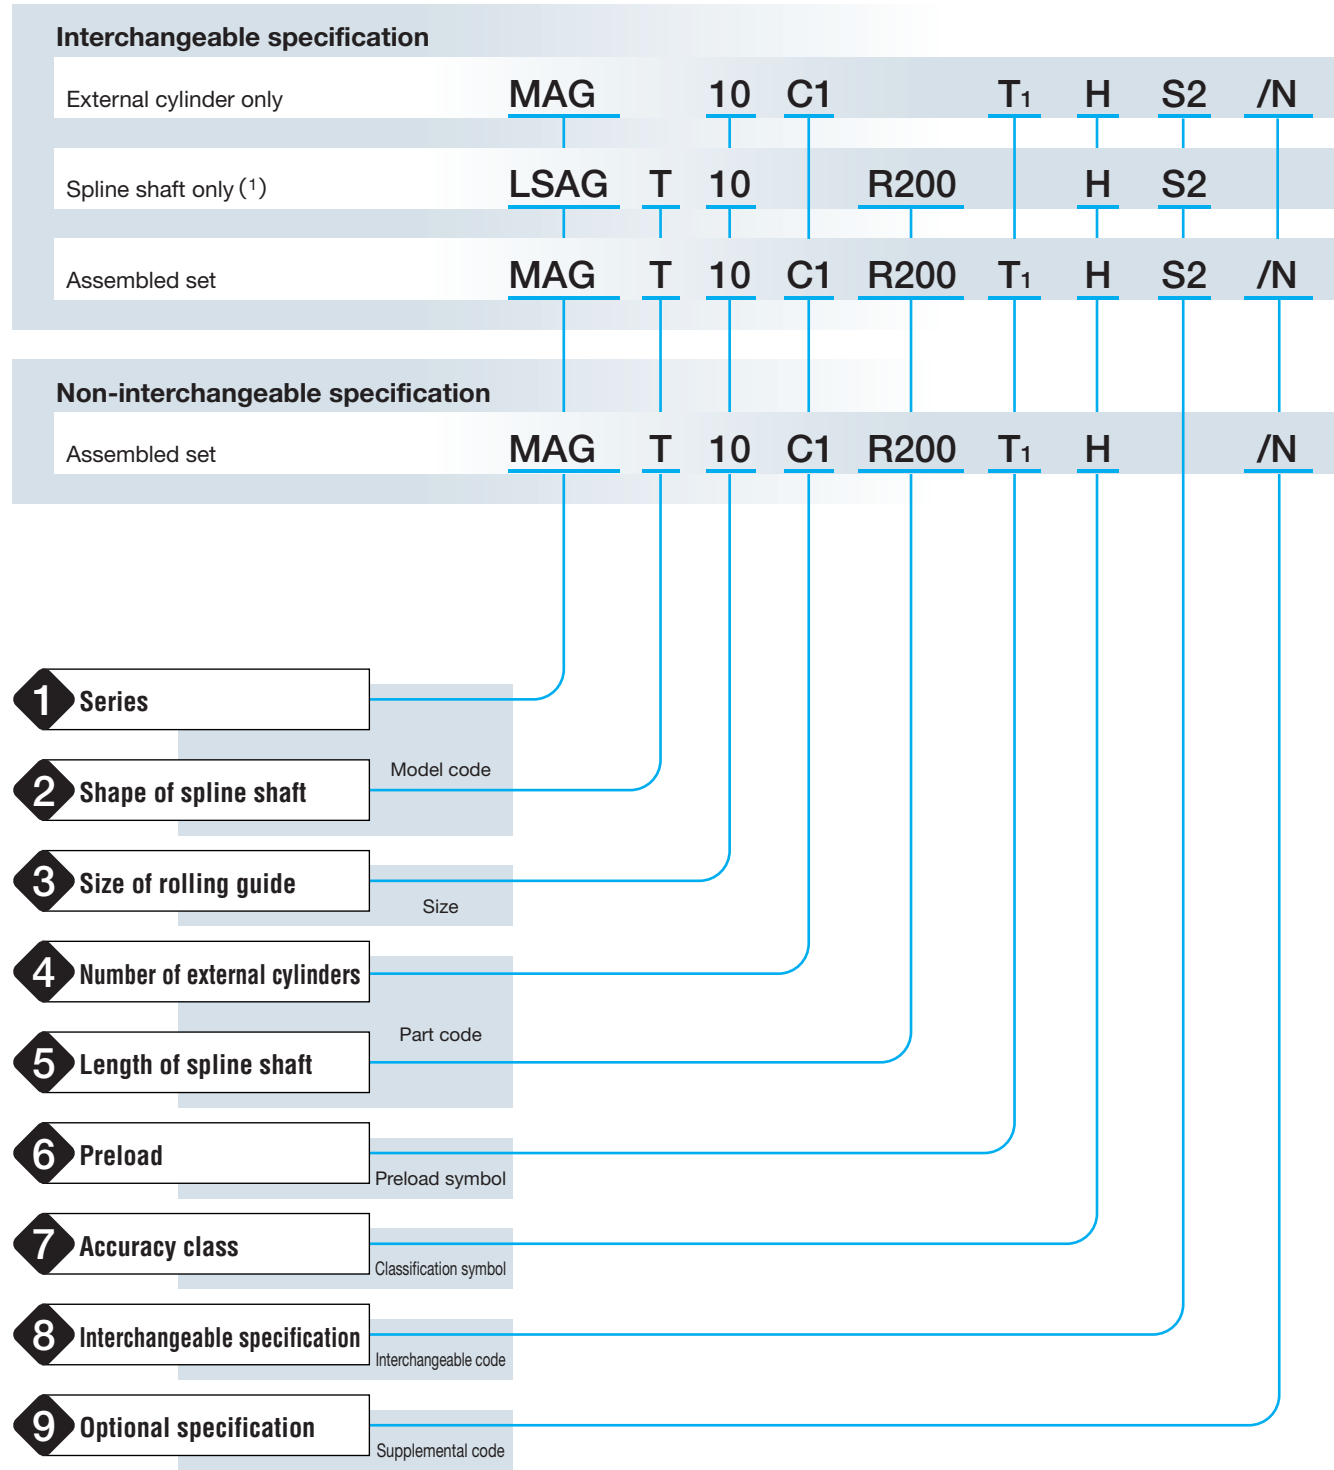 Interchangeable specification
External cylinder only MAG 10 C1 T1 H S2 /N
Spline shaft only (1) LSAG T 10 R200 H S2
Assembled set MAG T 10 C1 R200 T1 H S2 /N
Non-interchangeable specification
Assembled set MAG T 10 C1 R200 T1 H /N
1 Series
Model code
2 Shape of spline shaft
3 Size of rolling guide
Size
4 Number of external cylinders
Part code
5 Length of spline shaft
6 Preload
Preload symbol
7 Accuracy class
Classification symbol
8 Interchangeable specification
Interchangeable code
9 Optional specification
Supplemental code